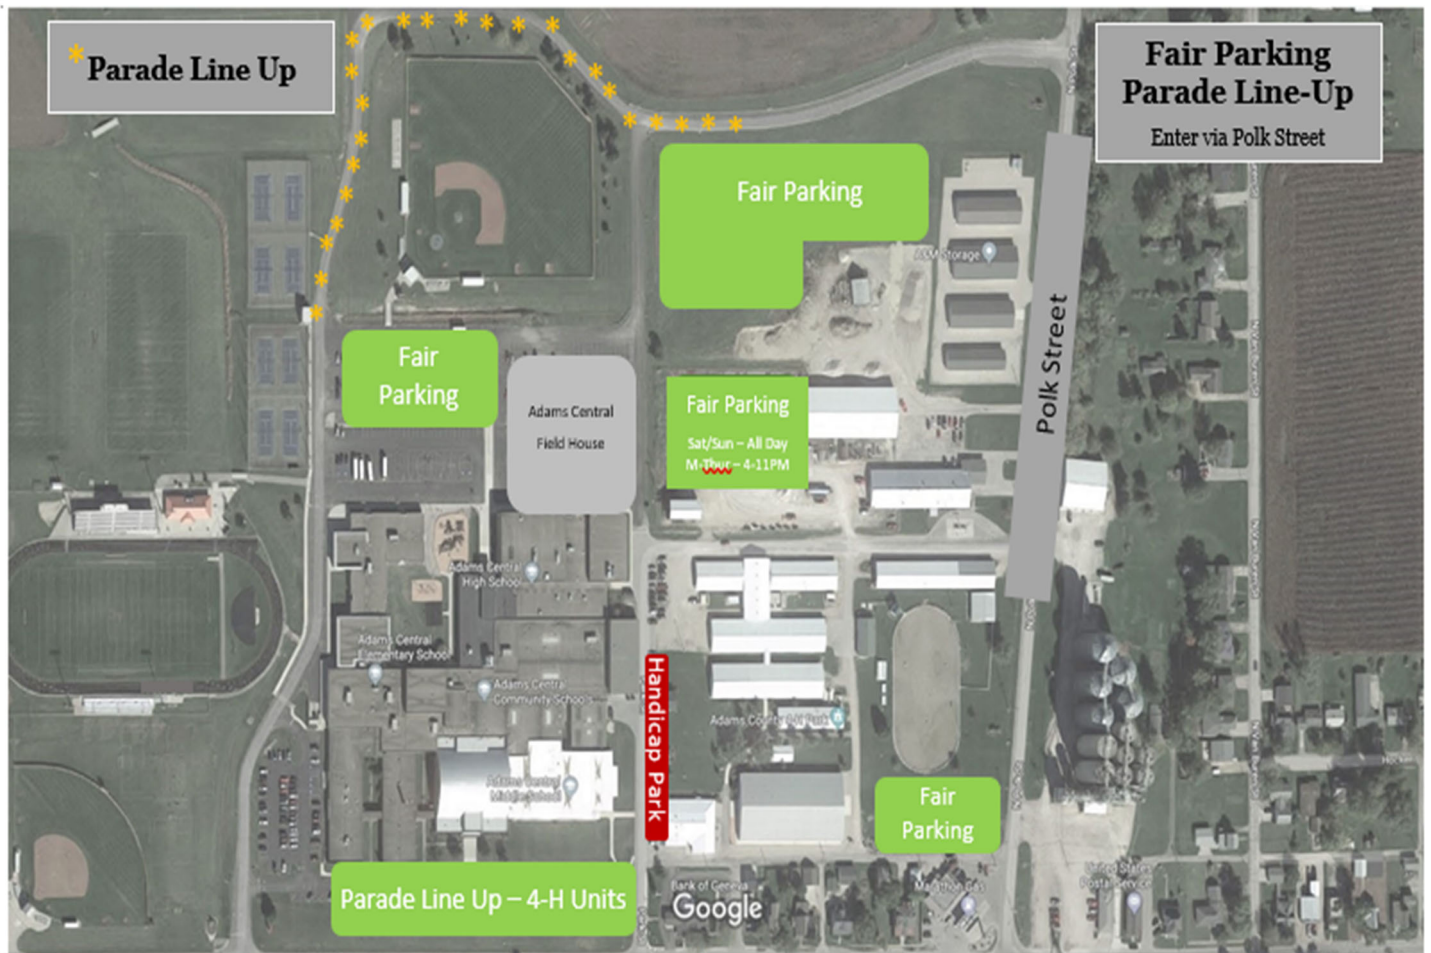 * Parade Line Up
Fair Parking
Parade Line-Up
Enter via Polk Street
Fair Parking
A&M Storage
Polk Street
Fair
Parking
Adams Central
Field House
Fair Parking
Sat/Sun – All Day
M-Thur – 4-11PM
Adams Central
High School
Adams Central
Elementary School
Adams Central
Community Schools
Handicap Park
Adams County 4-H Park
Adams Central
Middle School
Fair
Parking
Hocker
Parade Line Up – 4-H Units
Bank of Geneva
Google
Marathon Gas
United States
Postal Service